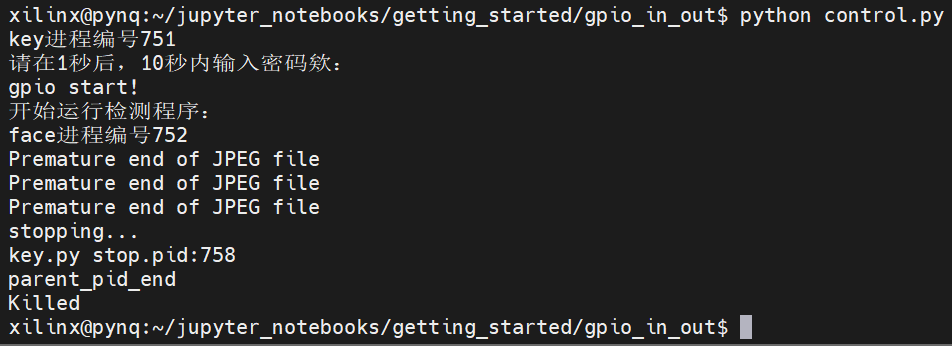 xilinx@pynq:~/jupyter_notebooks/getting_started/gpio_in_out$ python control.py
key进程编号751
请在1秒后，10秒内输入密码欸：
gpio start!
开始运行检测程序：
face进程编号752
Premature end of JPEG file
Premature end of JPEG file
Premature end of JPEG file
stopping...
key.py stop.pid:758
parent_pid_end
Killed
xilinx@pynq:~/jupyter_notebooks/getting_started/gpio_in_out$